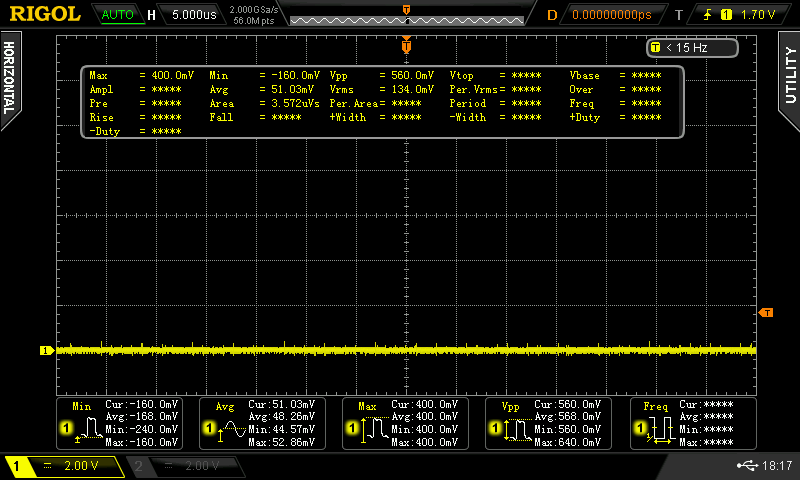 RIGOL AUTO H 5.000us 2.000GSa/s 56.0Mpts D 0.00000000ps T 1 1.70 V
HORIZONTAL
UTILITY
T < 15 Hz
Max = 400.0mV Min = -160.0mV Vpp = 560.0mV Vtop = ***** Vbase = *****
Ampl = ***** Avg = 51.03mV Vrms = 134.0mV Per.Vrms= ***** Over = *****
Pre = ***** Area = 3.572uVs Per.Area= ***** Period = ***** Freq = *****
Rise = ***** Fall = ***** +Width = ***** -Width = ***** +Duty = *****
-Duty = *****
T
1
Min Cur:-160.0mV
Avg:-168.0mV
1 Min:-240.0mV
Max:-160.0mV
Avg Cur:51.03mV
Avg:48.26mV
1 Min:44.57mV
Max:52.86mV
Max Cur:400.0mV
Avg:400.0mV
1 Min:400.0mV
Max:400.0mV
Vpp Cur:560.0mV
Avg:568.0mV
1 Min:560.0mV
Max:640.0mV
Freq Cur:*****
Avg:*****
1 Min:*****
Max:*****
1 2.00 V 2 2.00 V 18:17